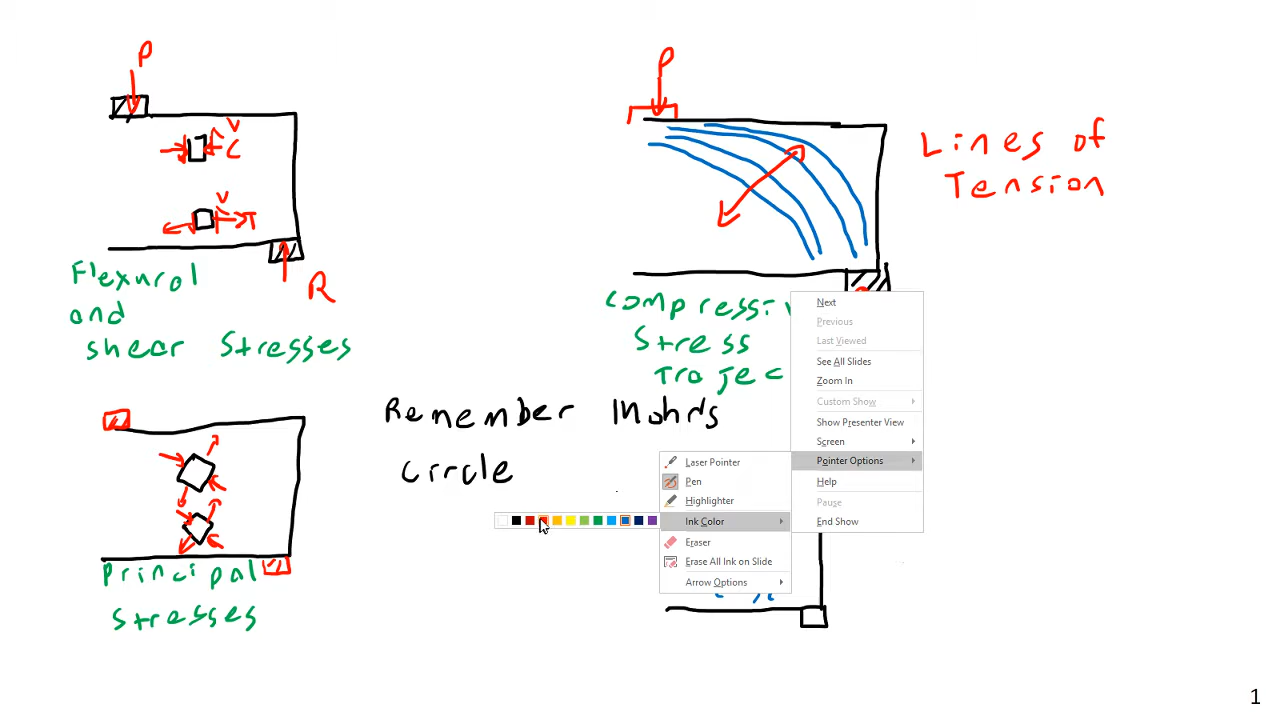 P
V
C
V
T
R
Flexural
and
shear Stresses
P
Lines of
Tension
compressi
Stress
Trajec
Remember Mohrs
circle
Principal
stresses
Next
Previous
Last Viewed
See All Slides
Zoom In
Custom Show
Show Presenter View
Screen
Pointer Options
Help
Pause
End Show
Laser Pointer
Pen
Highlighter
Ink Color
Eraser
Erase All Ink on Slide
Arrow Options
1